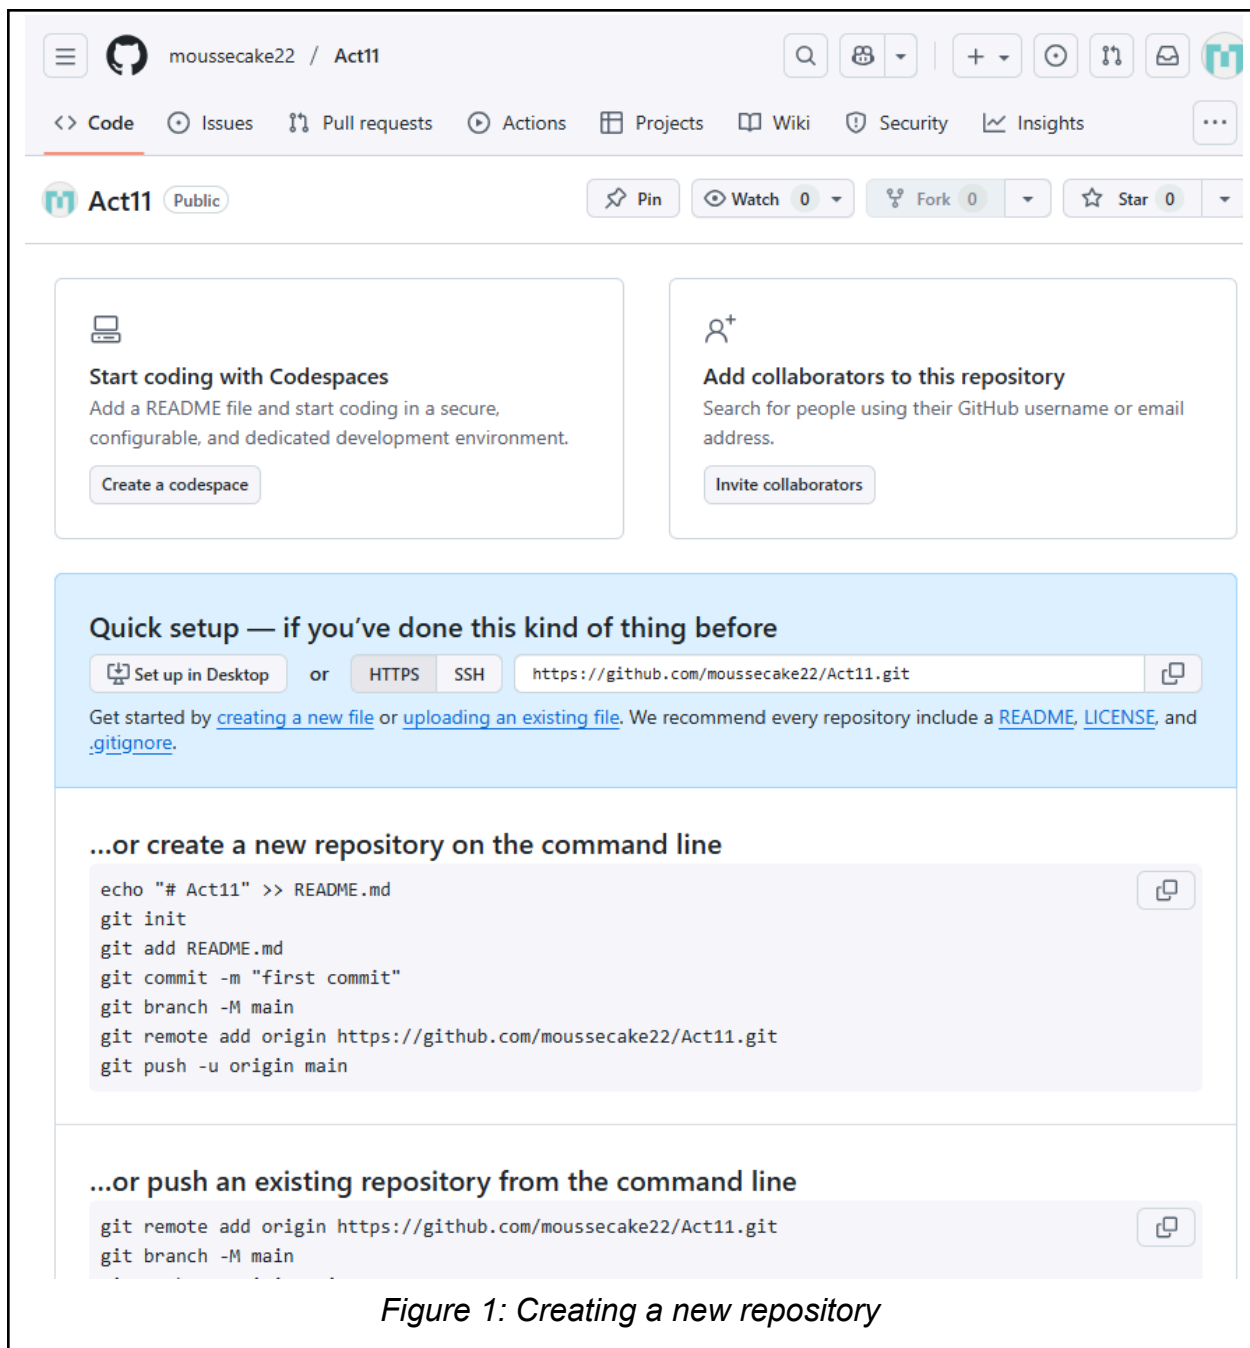 moussecake22 / Act11
Code Issues Pull requests Actions Projects Wiki Security Insights
Act11 Public Pin Watch 0 Fork 0 Star 0
Start coding with Codespaces
Add a README file and start coding in a secure,
configurable, and dedicated development environment.
Create a codespace
Add collaborators to this repository
Search for people using their GitHub username or email
address.
Invite collaborators
Quick setup — if you’ve done this kind of thing before
Set up in Desktop or HTTPS SSH https://github.com/moussecake22/Act11.git
Get started by creating a new file or uploading an existing file. We recommend every repository include a README, LICENSE, and
.gitignore.
...or create a new repository on the command line
echo "# Act11" >> README.md
git init
git add README.md
git commit -m "first commit"
git branch -M main
git remote add origin https://github.com/moussecake22/Act11.git
git push -u origin main
...or push an existing repository from the command line
git remote add origin https://github.com/moussecake22/Act11.git
git branch -M main
Figure 1: Creating a new repository